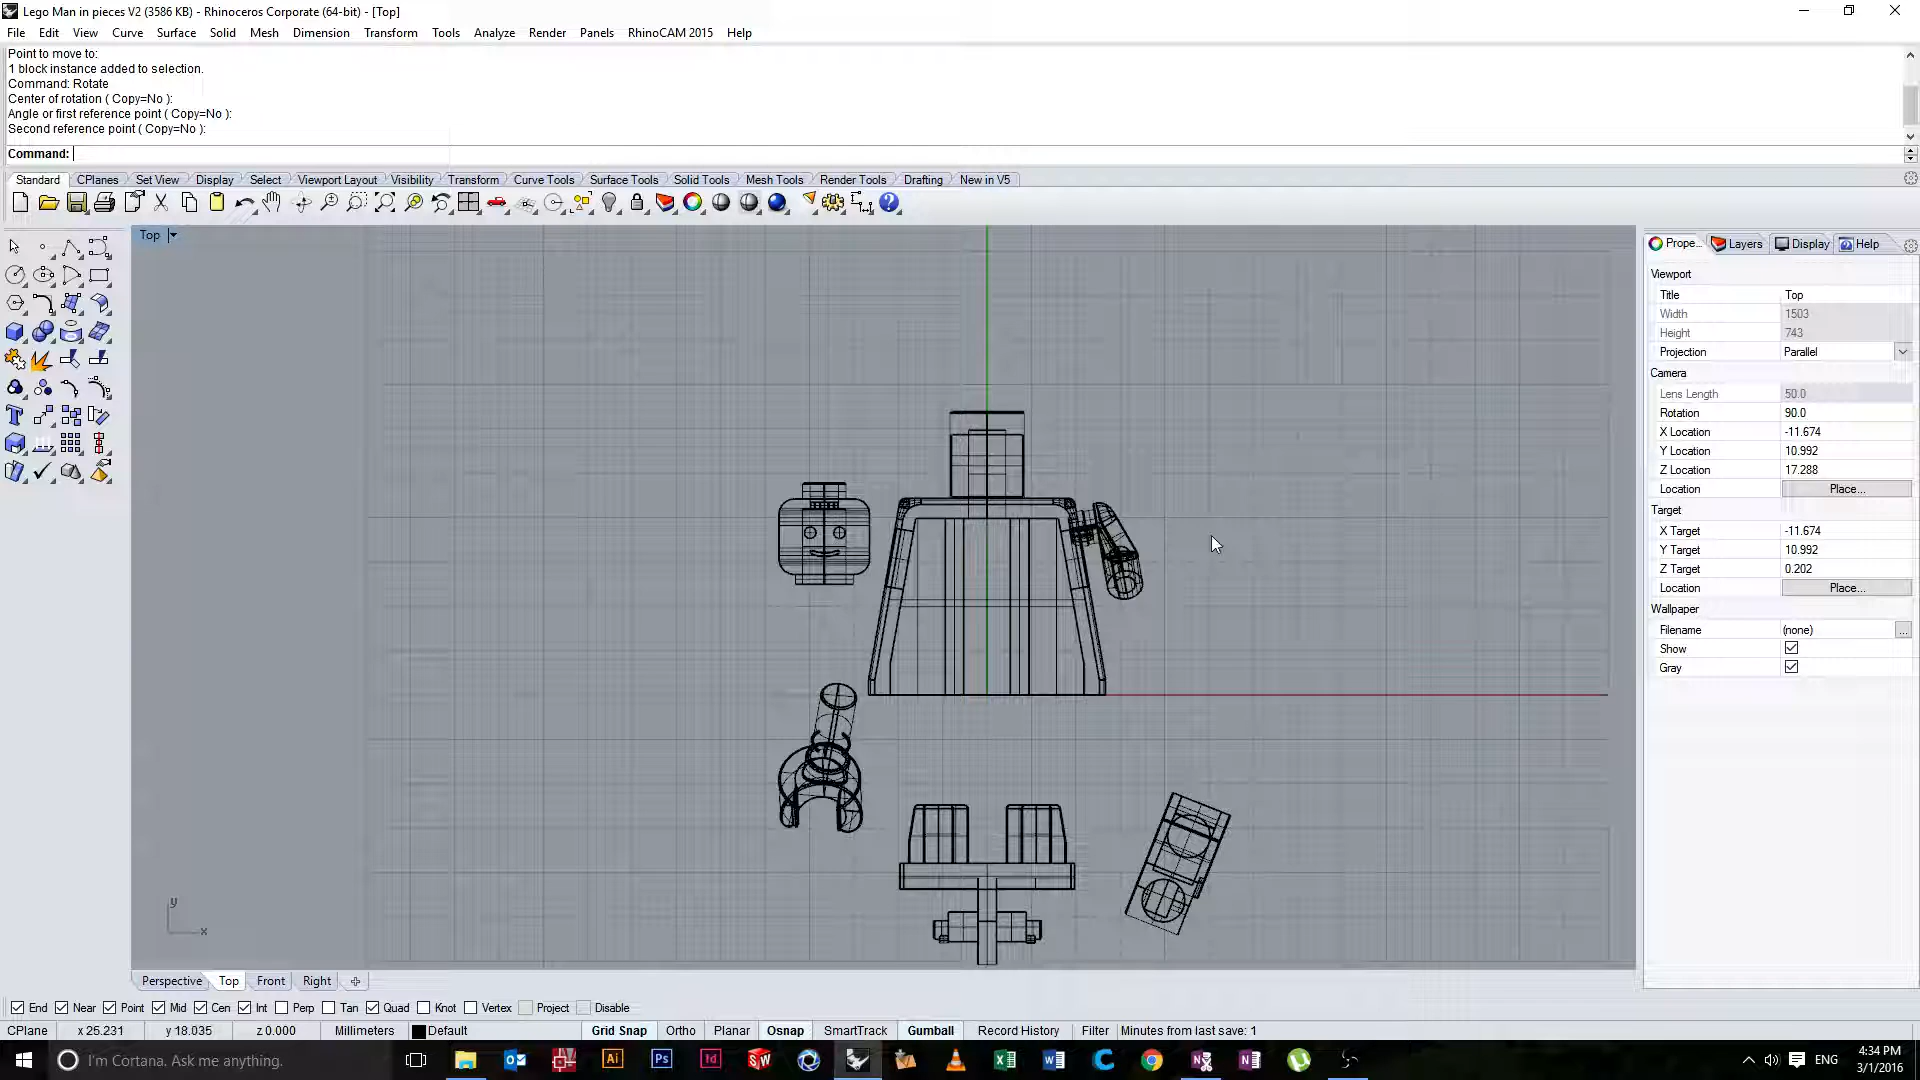 Lego Man in pieces V2 (3586 KB) - Rhinoceros Corporate (64-bit) - [Top]
File Edit View Curve Surface Solid Mesh Dimension Transform Tools Analyze Render Panels RhinoCAM 2015 Help
Point to move to:
1 block instance added to selection.
Command: Rotate
Center of rotation ( Copy=No ):
Angle or first reference point ( Copy=No ):
Second reference point ( Copy=No ):
Command:
Standard CPlanes Set View Display Select Viewport Layout Visibility Transform Curve Tools Surface Tools Solid Tools Mesh Tools Render Tools Drafting New in V5
Top
Prope... Layers Display Help
Viewport
Title Top
Width 1503
Height 743
Projection Parallel
Camera
Lens Length 50.0
Rotation 90.0
X Location -11.674
Y Location 10.992
Z Location 17.288
Location Place...
Target
X Target -11.674
Y Target 10.992
Z Target 0.202
Location Place...
Wallpaper
Filename (none) ...
Show
Gray
y
x
Perspective Top Front Right
End Near Point Mid Cen Int Perp Tan Quad Knot Vertex Project Disable
CPlane x 25.231 y 18.035 z 0.000 Millimeters Default Grid Snap Ortho Planar Osnap SmartTrack Gumball Record History Filter Minutes from last save: 1
I'm Cortana. Ask me anything. ENG 4:34 PM
3/1/2016